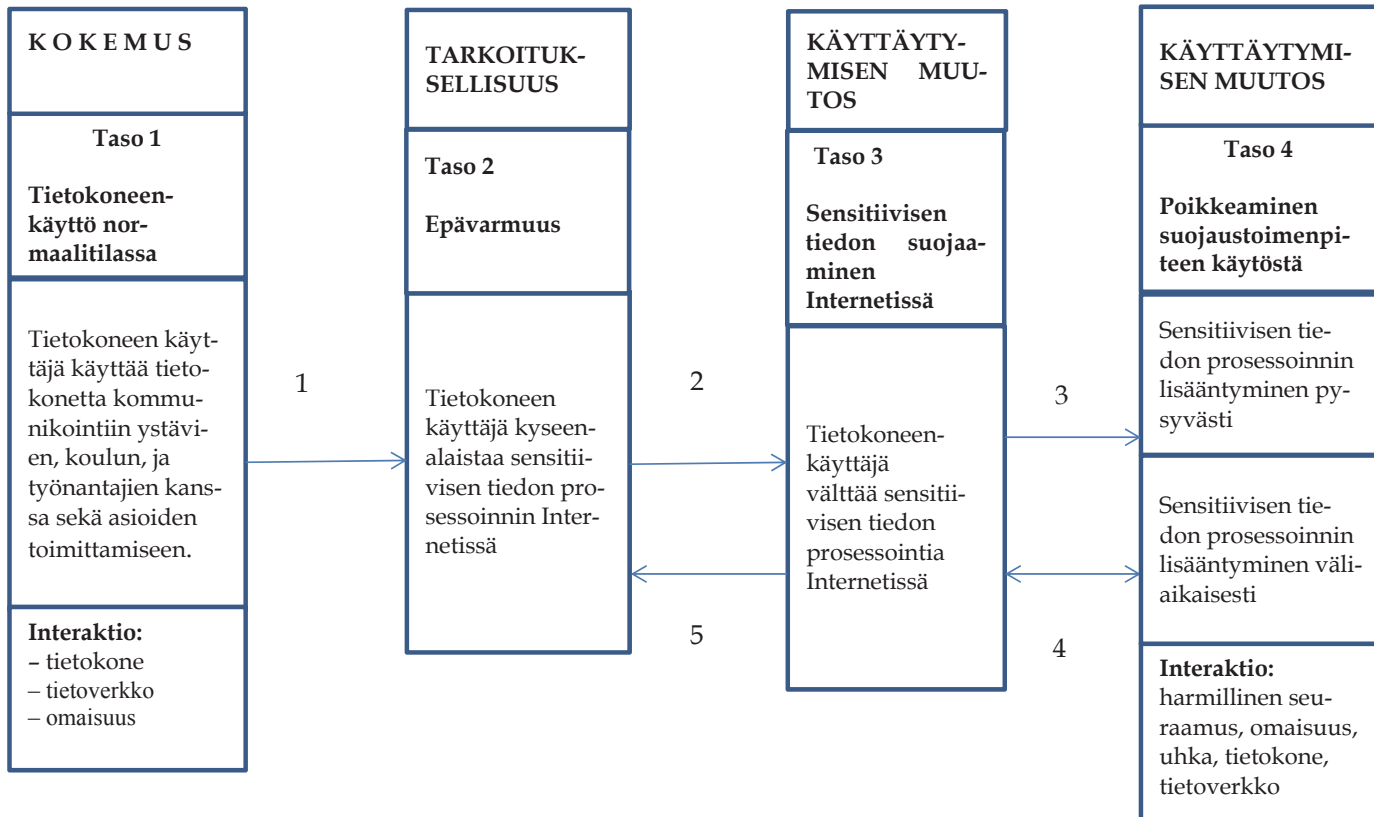 K O K E M U S
Taso 1
Tietokoneen-
käyttö nor-
maalitilassa
Tietokoneen käyt-
täjä käyttää tieto-
konetta kommu-
nikointiin ystävi-
en, koulun, ja
työnantajien kans-
sa sekä asioiden
toimittamiseen.
Interaktio:
– tietokone
– tietoverkko
– omaisuus
1
TARKOITUK-
SELLISUUS
Taso 2
Epävarmuus
Tietokoneen
käyttäjä kyseen-
alaistaa sensitii-
visen tiedon pro-
sessoinnin Inter-
netissä
2
5
KÄYTTÄYTY-
MISEN MUU-
TOS
Taso 3
Sensitiivisen
tiedon suojaa-
minen
Internetissä
Tietokoneen-
käyttäjä
välttää sensitii-
visen tiedon
prosessointia
Internetissä
3
4
KÄYTTÄYTYMI-
SEN MUUTOS
Taso 4
Poikkeaminen
suojaustoimenpi-
teen käytöstä
Sensitiivisen tie-
don prosessoinnin
lisääntyminen py-
syvästi
Sensitiivisen tie-
don prosessoinnin
lisääntyminen väli-
aikaisesti
Interaktio:
harmillinen seu-
raamus, omaisuus,
uhka, tietokone,
tietoverkko